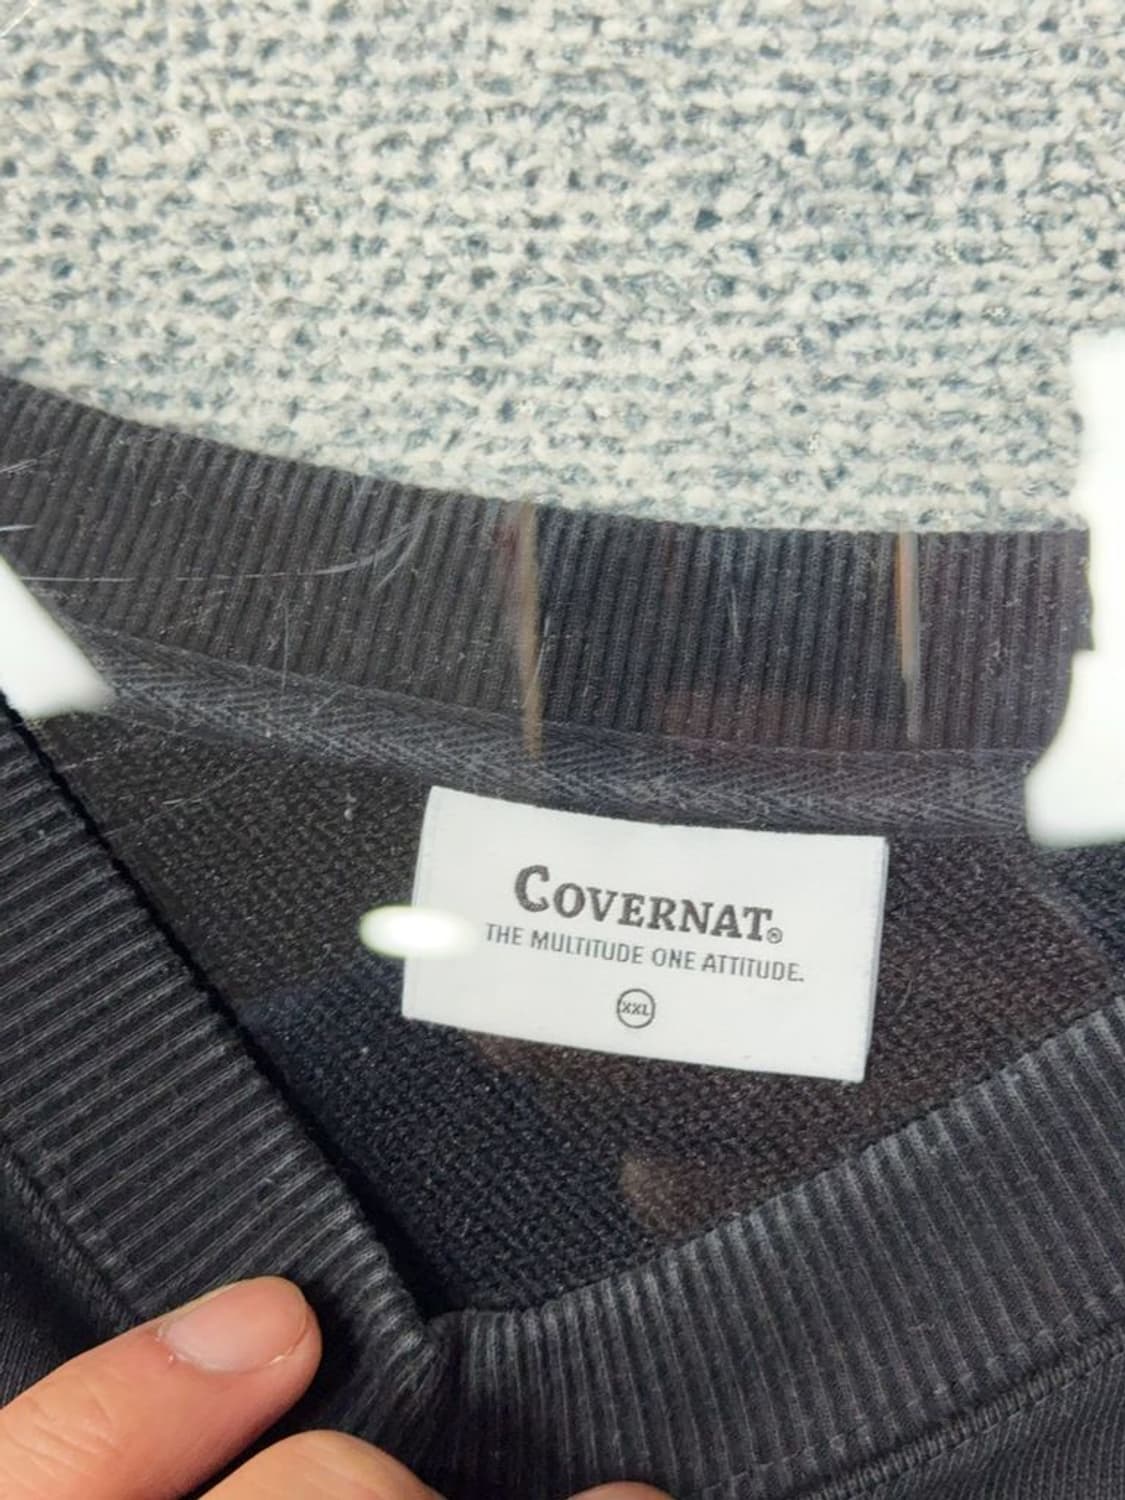 COVERNAT®
THE MULTITUDE ONE ATTITUDE.
XXL